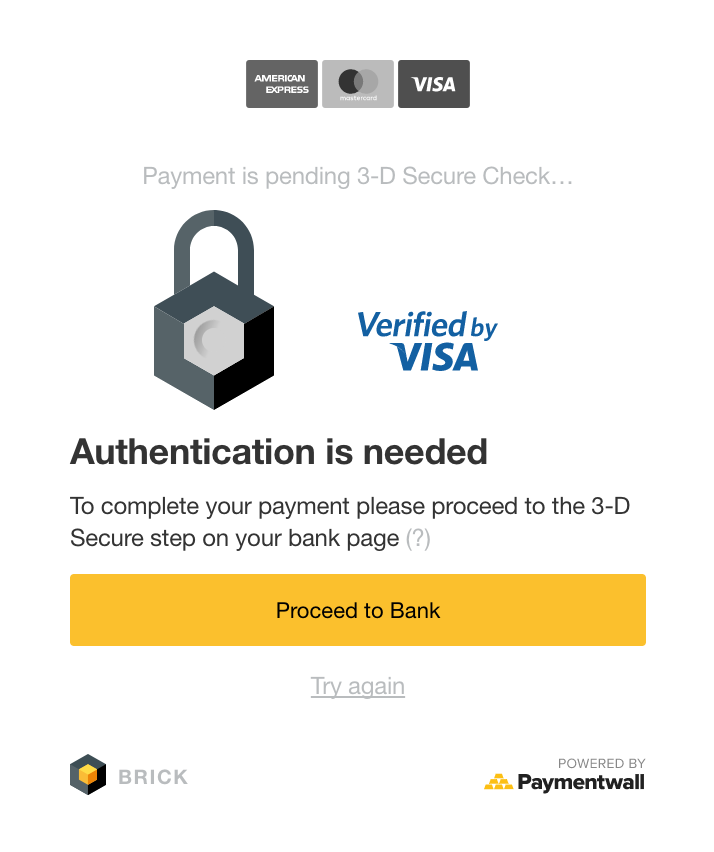 AMERICAN
EXPRESS
mastercard
VISA
Payment is pending 3-D Secure Check…
Verified by
VISA
Authentication is needed
To complete your payment please proceed to the 3-D
Secure step on your bank page (?)
Proceed to Bank
Try again
BRICK
POWERED BY
Paymentwall